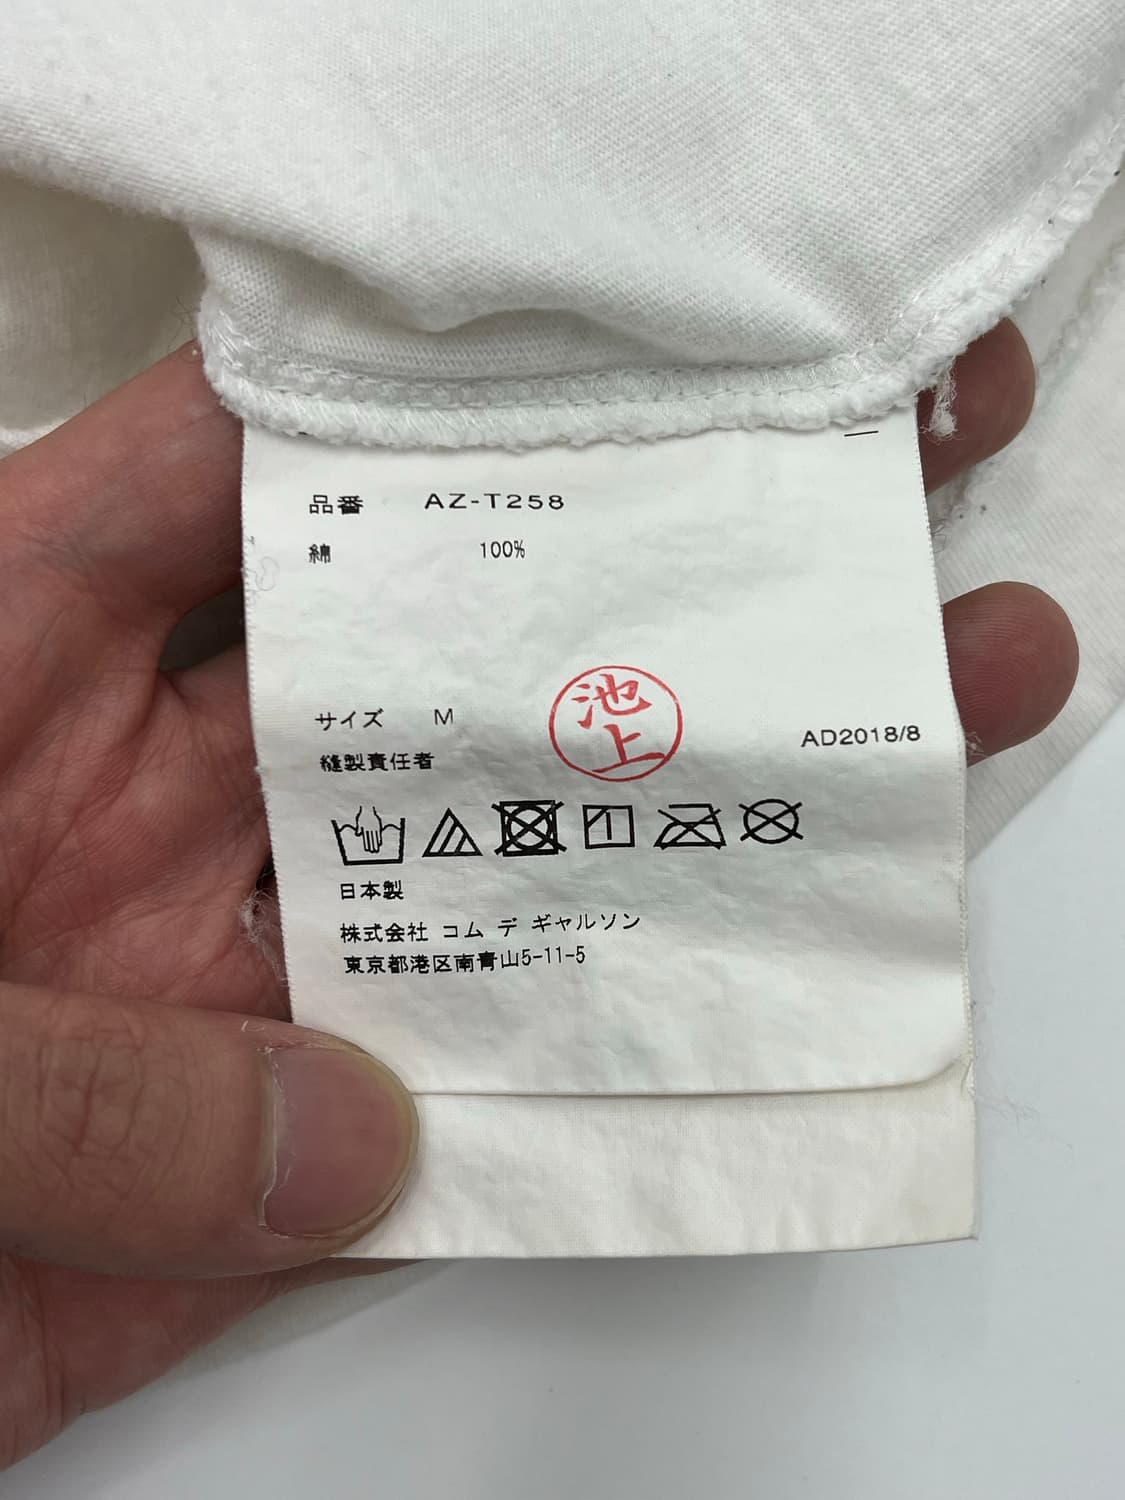 品番 AZ-T258
綿 100%
サイズ M
池上
AD2018/8
縫製責任者
日本製
株式会社 コム デ ギャルソン
東京都港区南青山5-11-5